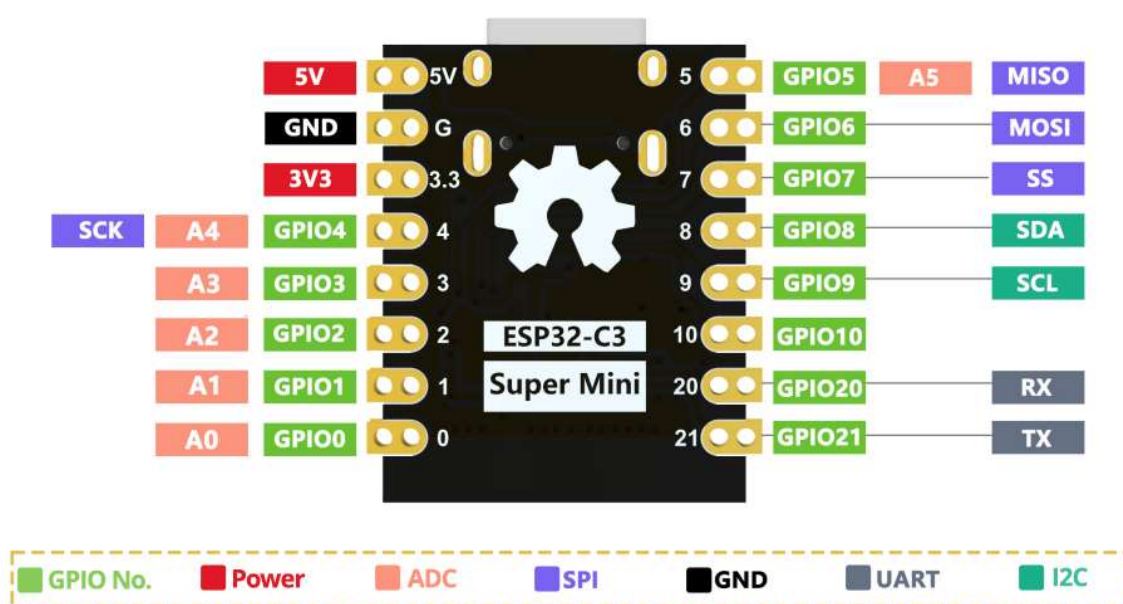 5V 5V 5 GPIO5 A5 MISO
GND G 6 GPIO6 MOSI
3V3 3.3 7 GPIO7 SS
SCK A4 GPIO4 4 8 GPIO8 SDA
A3 GPIO3 3 9 GPIO9 SCL
A2 GPIO2 2 ESP32-C3 10 GPIO10
A1 GPIO1 1 Super Mini 20 GPIO20 RX
A0 GPIO0 0 21 GPIO21 TX
GPIO No. Power ADC SPI GND UART I2C